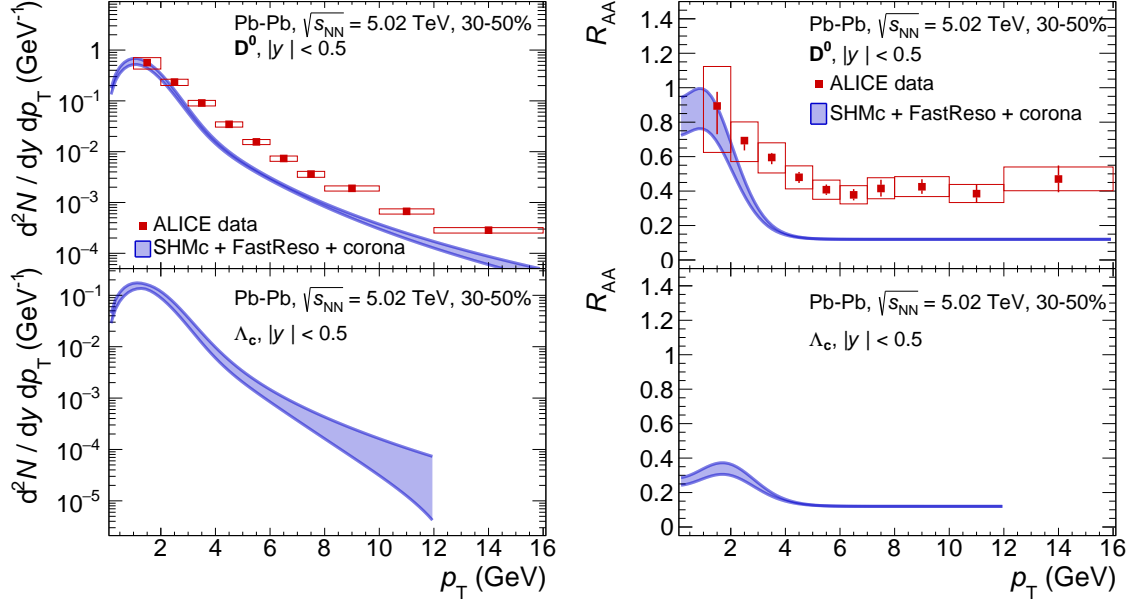 Pb-Pb, √s_NN = 5.02 TeV, 30-50%
D⁰, |y| < 0.5
d²N / dy dp_T (GeV⁻¹)
1
10⁻¹
10⁻²
10⁻³
10⁻⁴
ALICE data
SHMc + FastReso + corona
Pb-Pb, √s_NN = 5.02 TeV, 30-50%
Λ_c, |y| < 0.5
d²N / dy dp_T (GeV⁻¹)
10⁻¹
10⁻²
10⁻³
10⁻⁴
10⁻⁵
0 2 4 6 8 10 12 14 16
p_T (GeV)
R_AA
Pb-Pb, √s_NN = 5.02 TeV, 30-50%
D⁰, |y| < 0.5
ALICE data
SHMc + FastReso + corona
1.4
1.2
1
0.8
0.6
0.4
0.2
0
R_AA
Pb-Pb, √s_NN = 5.02 TeV, 30-50%
Λ_c, |y| < 0.5
1.4
1.2
1
0.8
0.6
0.4
0.2
0
2 4 6 8 10 12 14 16
p_T (GeV)